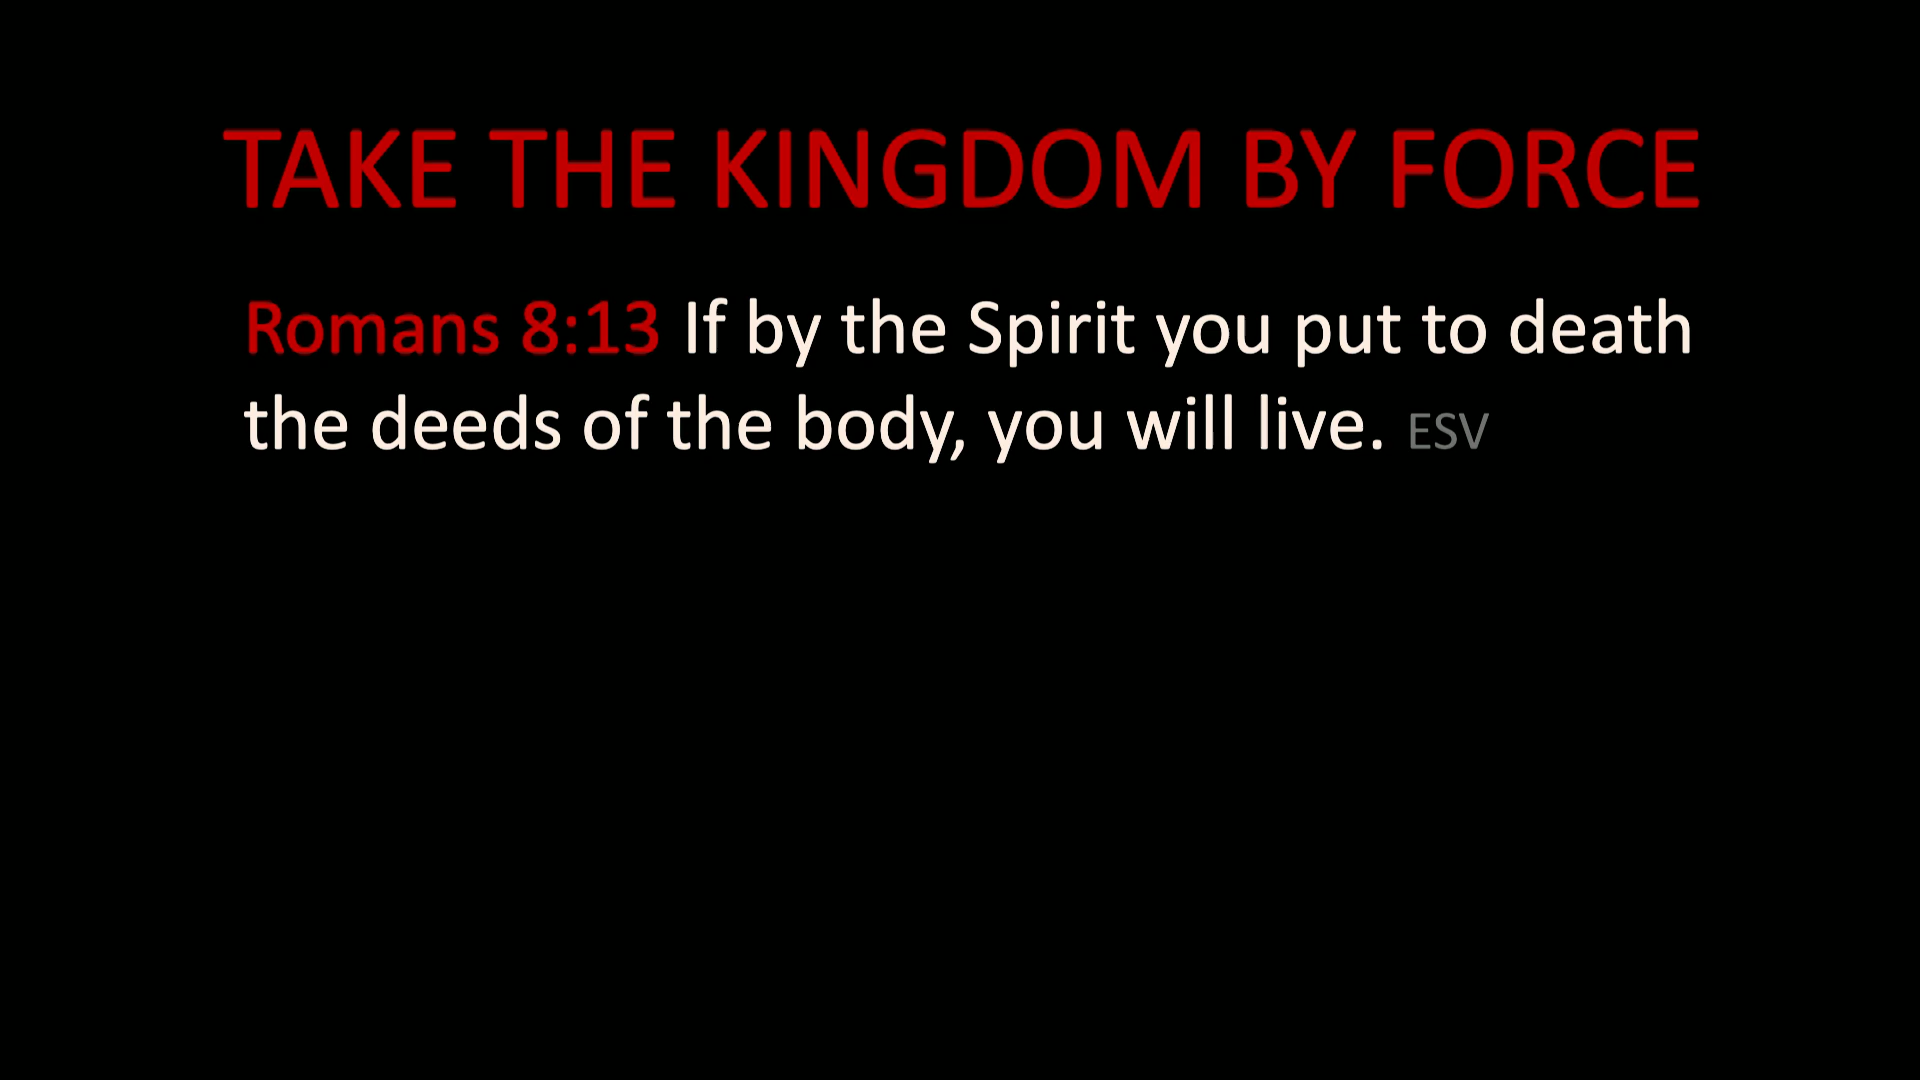 TAKE THE KINGDOM BY FORCE
Romans 8:13 If by the Spirit you put to death
the deeds of the body, you will live. ESV